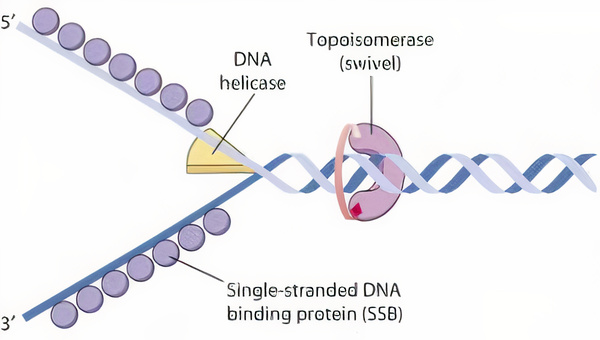 5′
Topoisomerase
(swivel)
DNA
helicase
Single-stranded DNA
binding protein (SSB)
3′